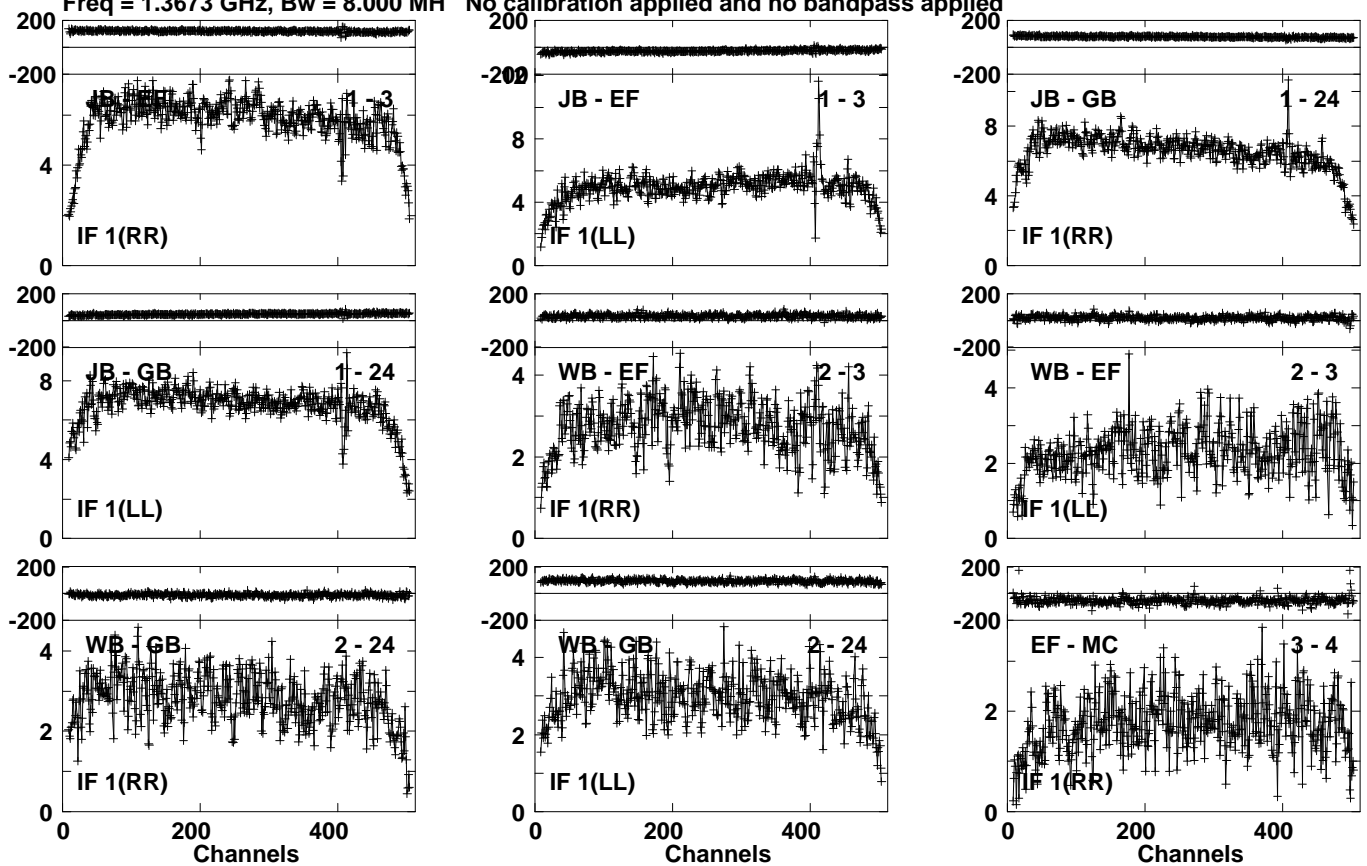 Freq = 1.3673 GHz, Bw = 8.000 MH No calibration applied and no bandpass applied
200 200
-200 -200 12 -200
JB - EF 1 - 3 JB - EF 1 - 3 JB - GB 1 - 24
8 8
4 4 4
IF 1(RR) IF 1(LL) IF 1(RR)
0 0 0
200 200 200
-200 -200 -200
JB - GB 1 - 24 WB - EF 2 - 3 WB - EF 2 - 3
8 4 4
4 2 2
IF 1(LL) IF 1(RR) IF 1(LL)
0 0 0
200 200 200
-200 -200 -200
WB - GB 2 - 24 WB - GB 2 - 24 EF - MC 3 - 4
4 4
2 2 2
IF 1(RR) IF 1(LL) IF 1(RR)
0 0 0
0 200 400 0 200 400 0 200 400
Channels Channels Channels